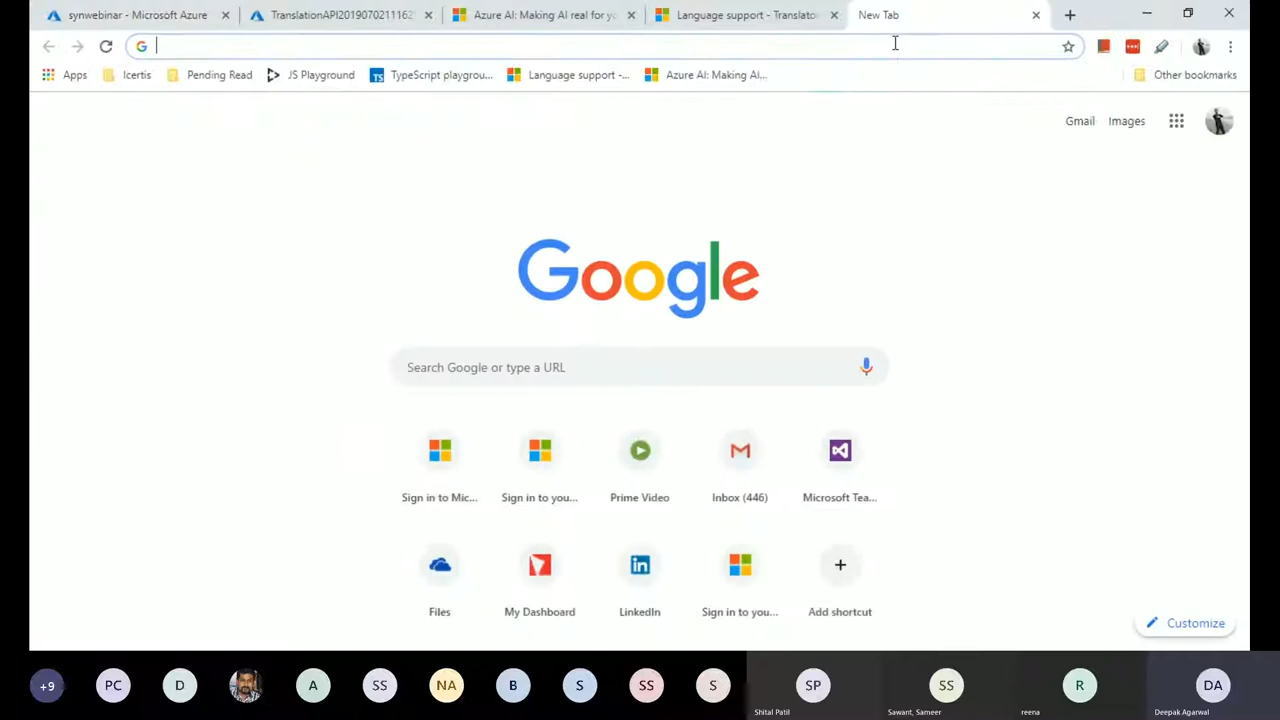 synwebinar - Microsoft Azure
TranslationAPI2019070211162
Azure AI: Making AI real for yo
Language support - Translator
New Tab
Apps
Icertis
Pending Read
JS Playground
TS
TypeScript playgrou...
Language support -...
Azure AI: Making AI...
Other bookmarks
Gmail
Images
Google
Search Google or type a URL
Sign in to Mic...
Sign in to you...
Prime Video
Inbox (446)
Microsoft Tea...
Files
My Dashboard
LinkedIn
Sign in to you...
Add shortcut
Customize
+9
PC
D
A
SS
NA
B
S
SS
S
SP
SS
R
DA
Shital Patil
Sawant, Sameer
reena
Deepak Agarwal